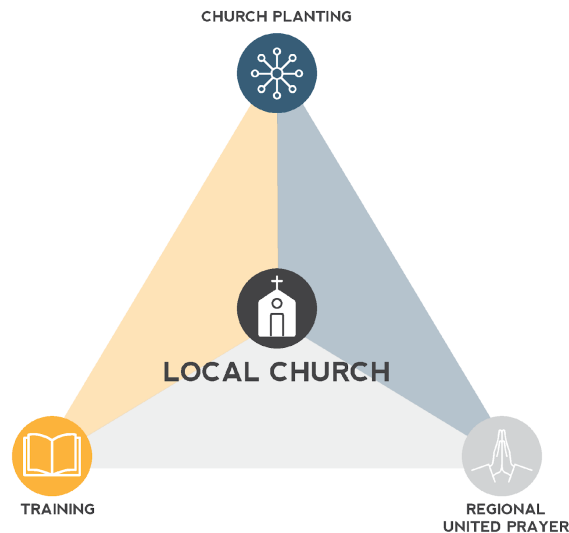 CHURCH PLANTING
LOCAL CHURCH
TRAINING
REGIONAL
UNITED PRAYER